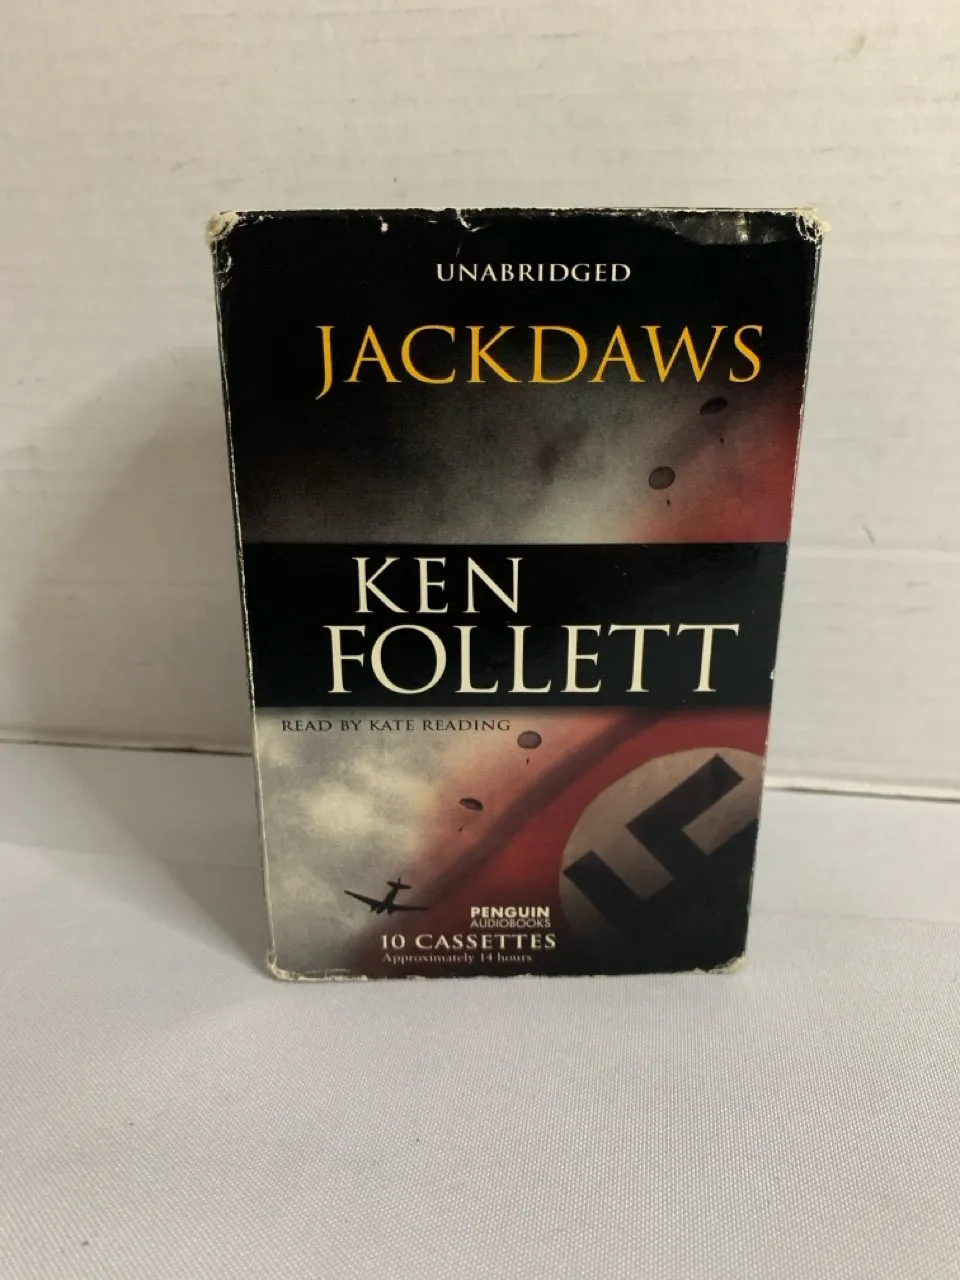 UNABRIDGED
JACKDAWS
KEN
FOLLETT
READ BY KATE READING
PENGUIN
AUDIOBOOKS
10 CASSETTES
Approximately 14 hours